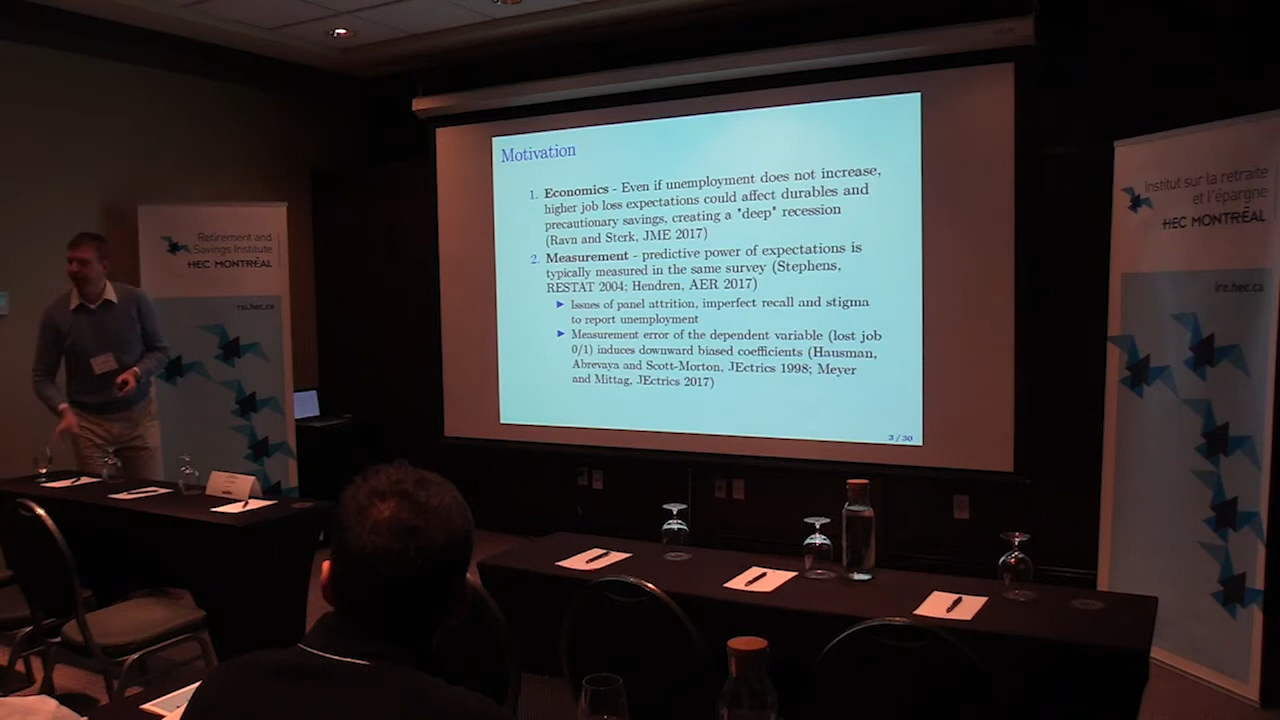 Motivation
1. Economics - Even if unemployment does not increase,
higher job loss expectations could affect durables and
precautionary savings, creating a "deep" recession
(Ravn and Sterk, JME 2017)
2. Measurement - predictive power of expectations is
typically measured in the same survey (Stephens,
RESTAT 2004; Hendren, AER 2017)
▶ Issues of panel attrition, imperfect recall and stigma
to report unemployment
▶ Measurement error of the dependent variable (lost job
0/1) induces downward biased coefficients (Hausman,
Abrevaya and Scott-Morton, JEctrics 1998; Meyer
and Mittag, JEctrics 2017)
3 / 30
Retirement and
Savings Institute
HEC MONTRĒAL
rsi.hec.ca
Institut sur la retraite
et l'épargne
HEC MONTRĒAL
ire.hec.ca